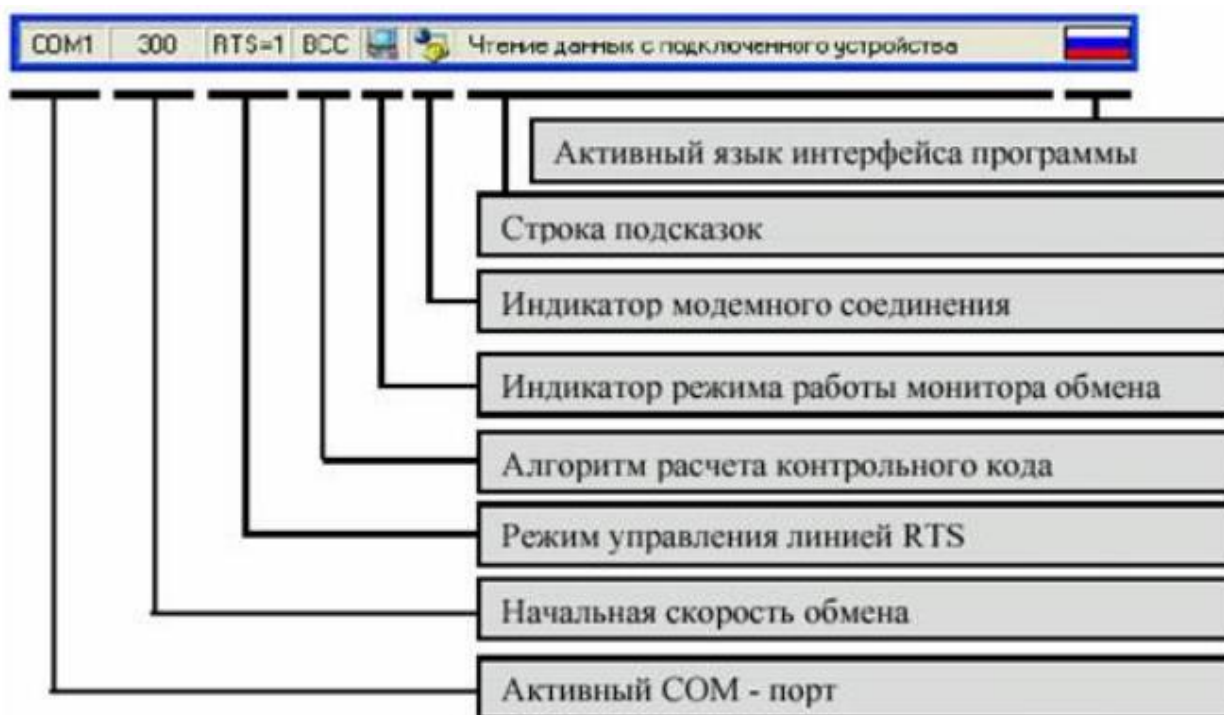 COM1 300 RTS=1 BCC Чтение данных с подключенного устройства
Активный язык интерфейса программы
Строка подсказок
Индикатор модемного соединения
Индикатор режима работы монитора обмена
Алгоритм расчета контрольного кода
Режим управления линией RTS
Начальная скорость обмена
Активный COM - порт